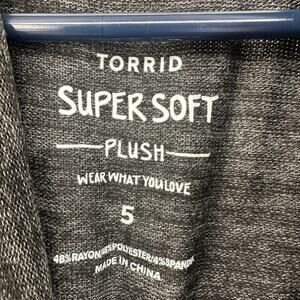 TORRID
SUPER SOFT
PLUSH
WEAR WHAT YOU LOVE
5
48% RAYON/48% POLYESTER/4% SPANDEX
MADE IN CHINA